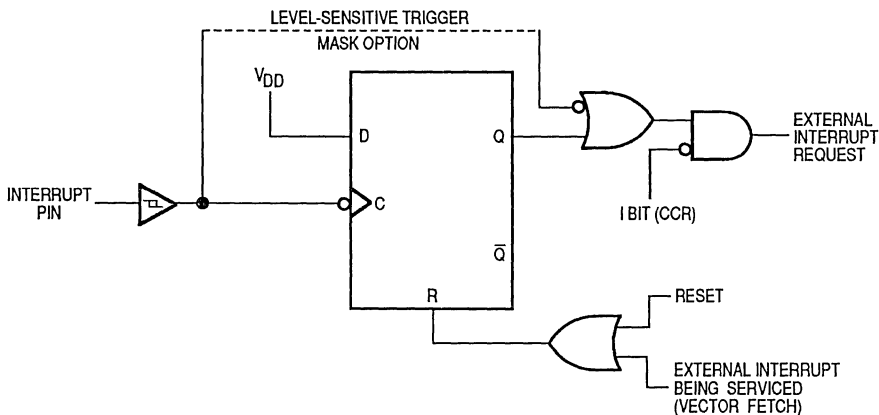 LEVEL-SENSITIVE TRIGGER
MASK OPTION
VDD
D
Q
EXTERNAL
INTERRUPT
REQUEST
INTERRUPT
PIN
C
I BIT (CCR)
Q̅
R
RESET
EXTERNAL INTERRUPT
BEING SERVICED
(VECTOR FETCH)